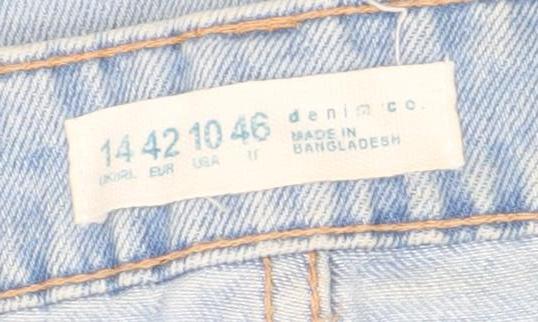 14 42 10 46
UK/IRL EUR USA IT
denim co.
MADE IN
BANGLADESH